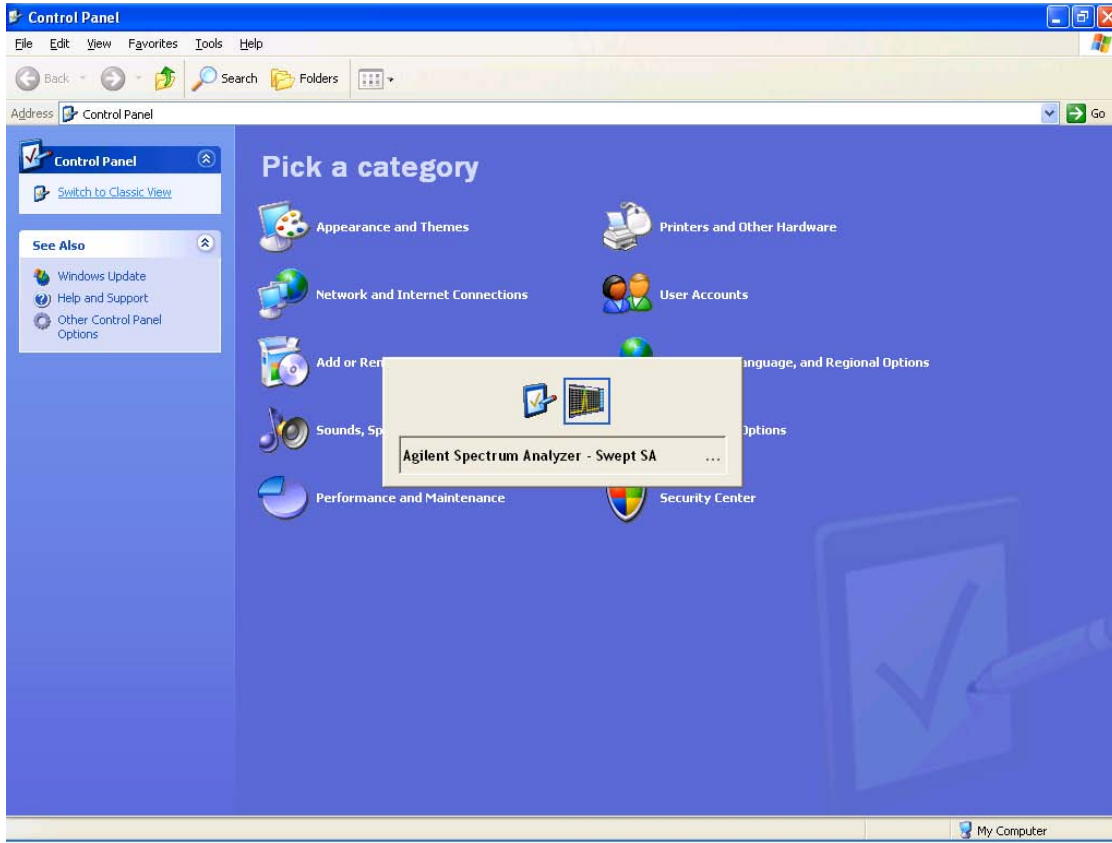 Control Panel
File Edit View Favorites Tools Help
Back Search Folders
Address Control Panel Go
Control Panel
Switch to Classic View
See Also
Windows Update
Help and Support
Other Control Panel
Options
Pick a category
Appearance and Themes
Printers and Other Hardware
Network and Internet Connections
User Accounts
Add or Rem
anguage, and Regional Options
Sounds, Sp
Options
Performance and Maintenance
Security Center
Agilent Spectrum Analyzer - Swept SA ...
My Computer